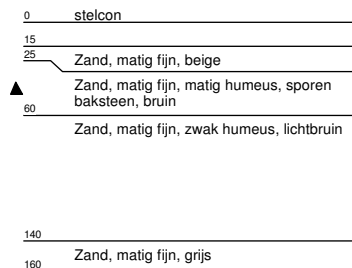 0 stelcon
15
25 Zand, matig fijn, beige
Zand, matig fijn, matig humeus, sporen
baksteen, bruin
60
Zand, matig fijn, zwak humeus, lichtbruin
140
Zand, matig fijn, grijs
160